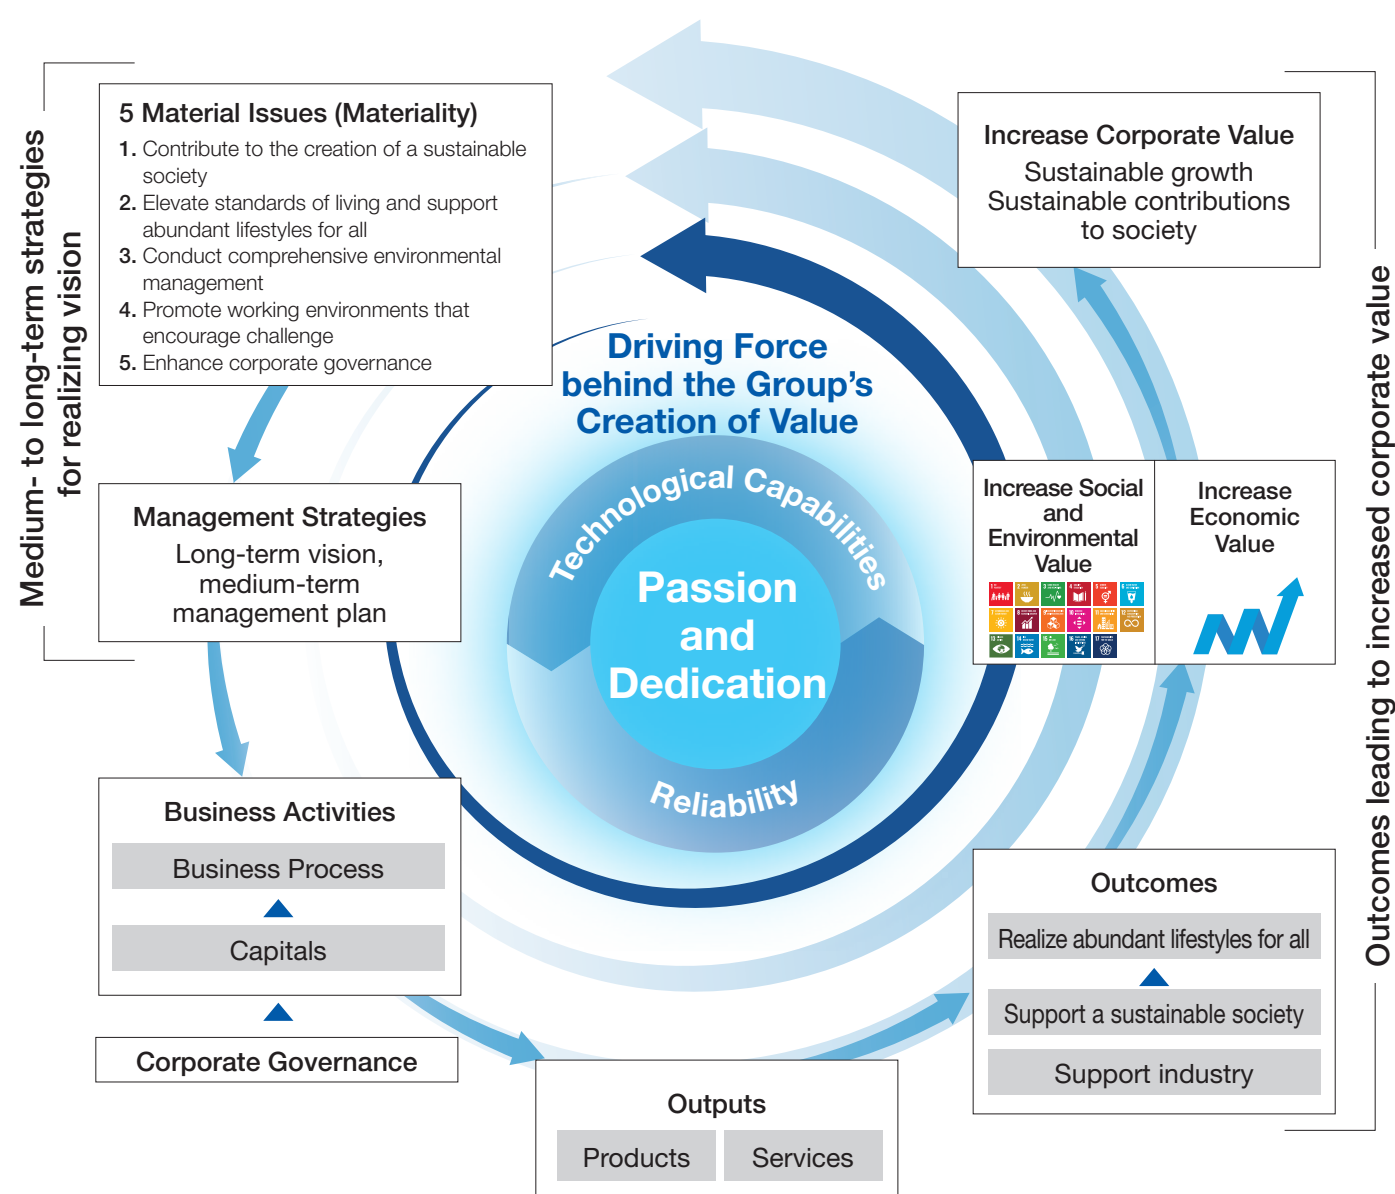 Medium- to long-term strategies
for realizing vision
5 Material Issues (Materiality)
1. Contribute to the creation of a sustainable
society
2. Elevate standards of living and support
abundant lifestyles for all
3. Conduct comprehensive environmental
management
4. Promote working environments that
encourage challenge
5. Enhance corporate governance
Management Strategies
Long-term vision,
medium-term
management plan
Business Activities
Business Process
Capitals
Corporate Governance
Driving Force
behind the Group's
Creation of Value
Technological Capabilities
Passion
and
Dedication
Reliability
Outputs
Products
Services
Increase Corporate Value
Sustainable growth
Sustainable contributions
to society
Increase Social
and
Environmental
Value
Increase
Economic
Value
Outcomes
Realize abundant lifestyles for all
Support a sustainable society
Support industry
Outcomes leading to increased corporate value